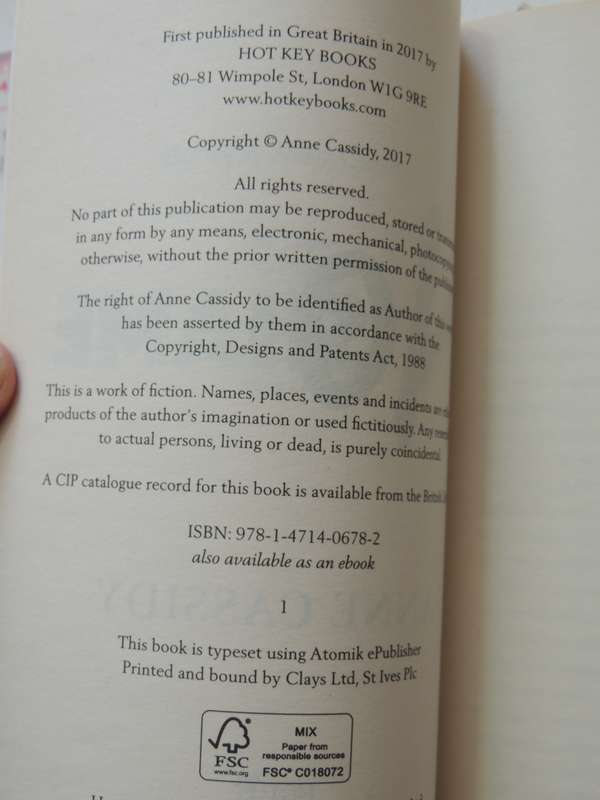 First published in Great Britain in 2017 by
HOT KEY BOOKS
80–81 Wimpole St, London W1G 9RE
www.hotkeybooks.com
Copyright © Anne Cassidy, 2017
All rights reserved.
No part of this publication may be reproduced, stored or
in any form by any means, electronic, mechanical,
otherwise, without the prior written permission of the
The right of Anne Cassidy to be identified as Author of this
has been asserted by them in accordance with the
Copyright, Designs and Patents Act, 1988
This is a work of fiction. Names, places, events and incidents are
products of the author's imagination or used fictitiously. Any
to actual persons, living or dead, is purely coincidental.
A CIP catalogue record for this book is available from the British
ISBN: 978-1-4714-0678-2
also available as an ebook
1
This book is typeset using Atomik ePublisher
Printed and bound by Clays Ltd, St Ives Plc
FSC
www.fsc.org
MIX
Paper from
responsible sources
FSC® C018072